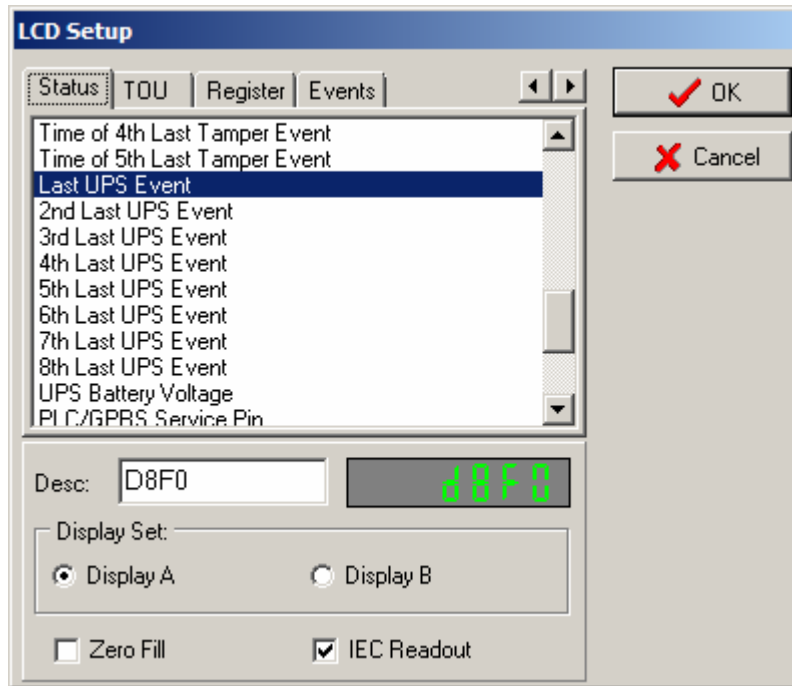 LCD Setup
Status TOU Register Events
OK
Cancel
Time of 4th Last Tamper Event
Time of 5th Last Tamper Event
Last UPS Event
2nd Last UPS Event
3rd Last UPS Event
4th Last UPS Event
5th Last UPS Event
6th Last UPS Event
7th Last UPS Event
8th Last UPS Event
UPS Battery Voltage
PLC/GPRS Service Pin
Desc: D8F0 d8F0
Display Set:
Display A Display B
Zero Fill IEC Readout